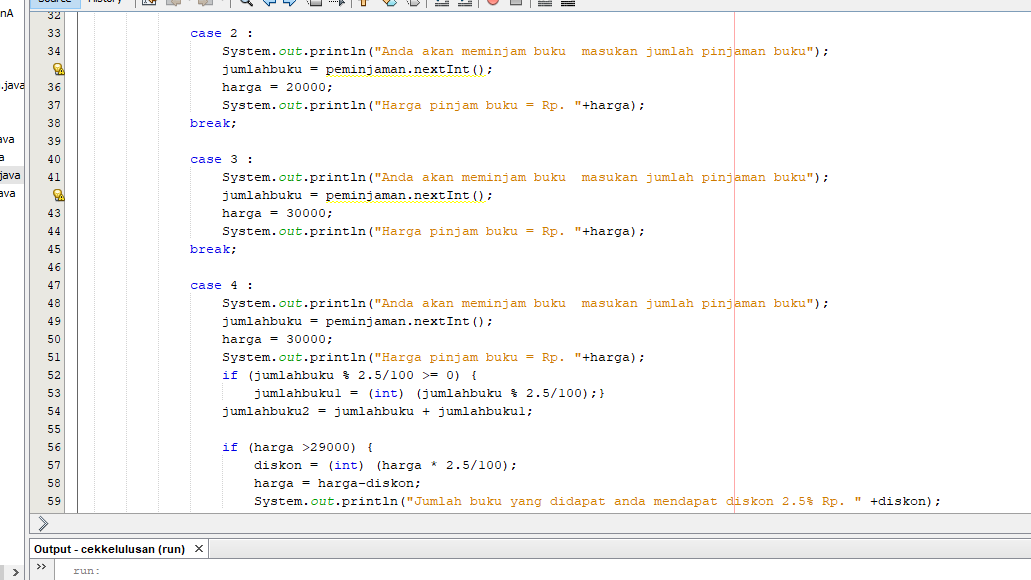 Source History
nA
32
33 case 2 :
34 System.out.println("Anda akan meminjam buku  masukan jumlah pinjaman buku");
jumlahbuku = peminjaman.nextInt();
.java
36 harga = 20000;
37 System.out.println("Harga pinjam buku = Rp. "+harga);
38 break;
ava
39
a
40 case 3 :
java
41 System.out.println("Anda akan meminjam buku  masukan jumlah pinjaman buku");
ava
jumlahbuku = peminjaman.nextInt();
43 harga = 30000;
44 System.out.println("Harga pinjam buku = Rp. "+harga);
45 break;
46
47 case 4 :
48 System.out.println("Anda akan meminjam buku  masukan jumlah pinjaman buku");
49 jumlahbuku = peminjaman.nextInt();
50 harga = 30000;
51 System.out.println("Harga pinjam buku = Rp. "+harga);
52 if (jumlahbuku % 2.5/100 >= 0) {
53 jumlahbuku1 = (int) (jumlahbuku % 2.5/100);}
54 jumlahbuku2 = jumlahbuku + jumlahbuku1;
55
56 if (harga >29000) {
57 diskon = (int) (harga * 2.5/100);
58 harga = harga-diskon;
59 System.out.println("Jumlah buku yang didapat anda mendapat diskon 2.5% Rp. " +diskon);
Output - cekkelulusan (run) ×
run: